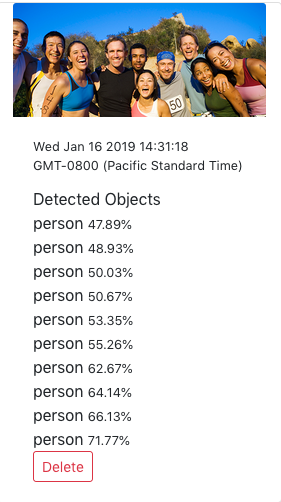 50
Wed Jan 16 2019 14:31:18
GMT-0800 (Pacific Standard Time)
Detected Objects
person 47.89%
person 48.93%
person 50.03%
person 50.67%
person 53.35%
person 55.26%
person 62.67%
person 64.14%
person 66.13%
person 71.77%
Delete